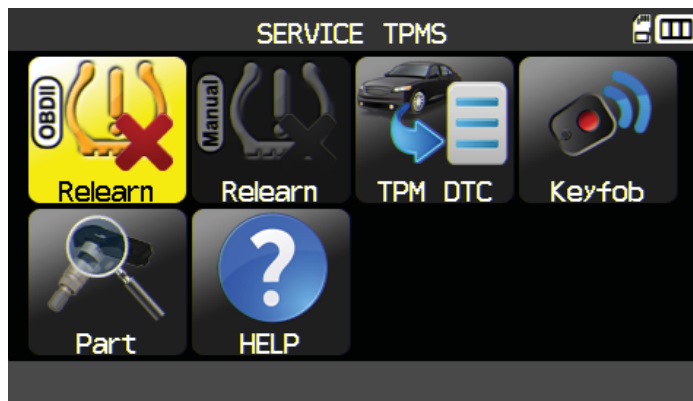 SERVICE TPMS
OBDII
Relearn
Manual
Relearn
TPM DTC
Keyfob
Part
HELP